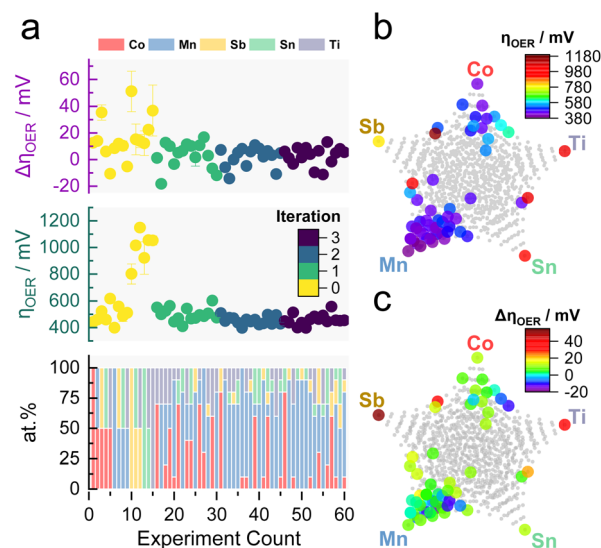 a
Co Mn Sb Sn Ti
Δη_OER / mV
60
40
20
0
-20
η_OER / mV
1200
1000
800
600
400
Iteration
3
2
1
0
at.%
100
75
50
25
0
0 10 20 30 40 50 60
Experiment Count
b
η_OER / mV
1180
980
780
580
380
Co
Sb
Ti
Mn
Sn
c
Δη_OER / mV
40
20
0
-20
Co
Sb
Ti
Mn
Sn